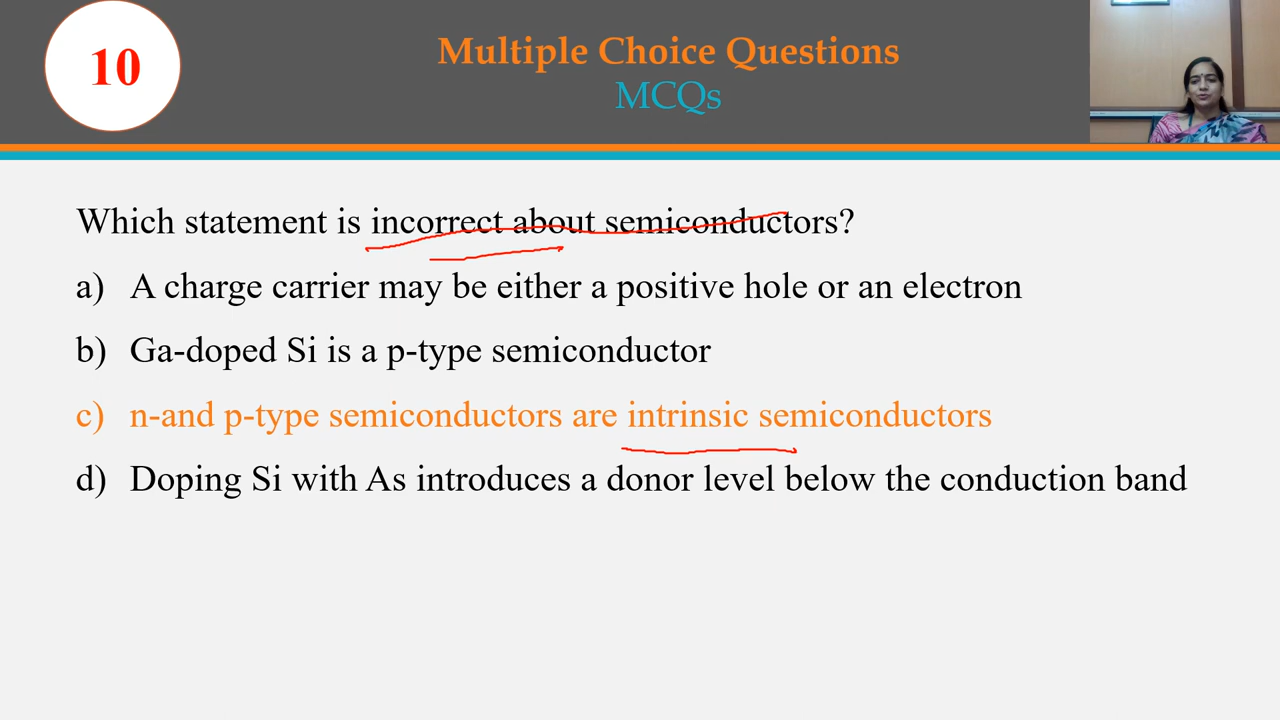 10
Multiple Choice Questions
MCQs
Which statement is incorrect about semiconductors?
a) A charge carrier may be either a positive hole or an electron
b) Ga-doped Si is a p-type semiconductor
c) n-and p-type semiconductors are intrinsic semiconductors
d) Doping Si with As introduces a donor level below the conduction band